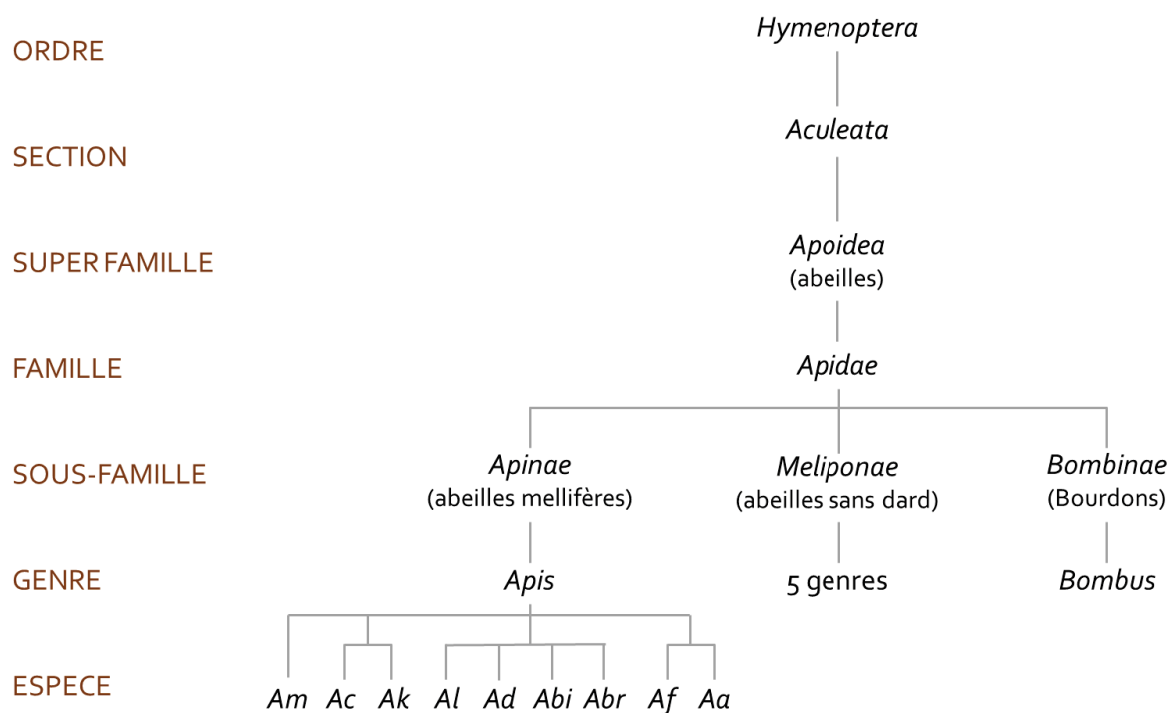 ORDRE
Hymenoptera
SECTION
Aculeata
SUPER FAMILLE
Apoidea
(abeilles)
FAMILLE
Apidae
SOUS-FAMILLE
Apinae
(abeilles mellifères)
Meliponae
(abeilles sans dard)
Bombinae
(Bourdons)
GENRE
Apis
5 genres
Bombus
ESPECE
Am Ac Ak Al Ad Abi Abr Af Aa